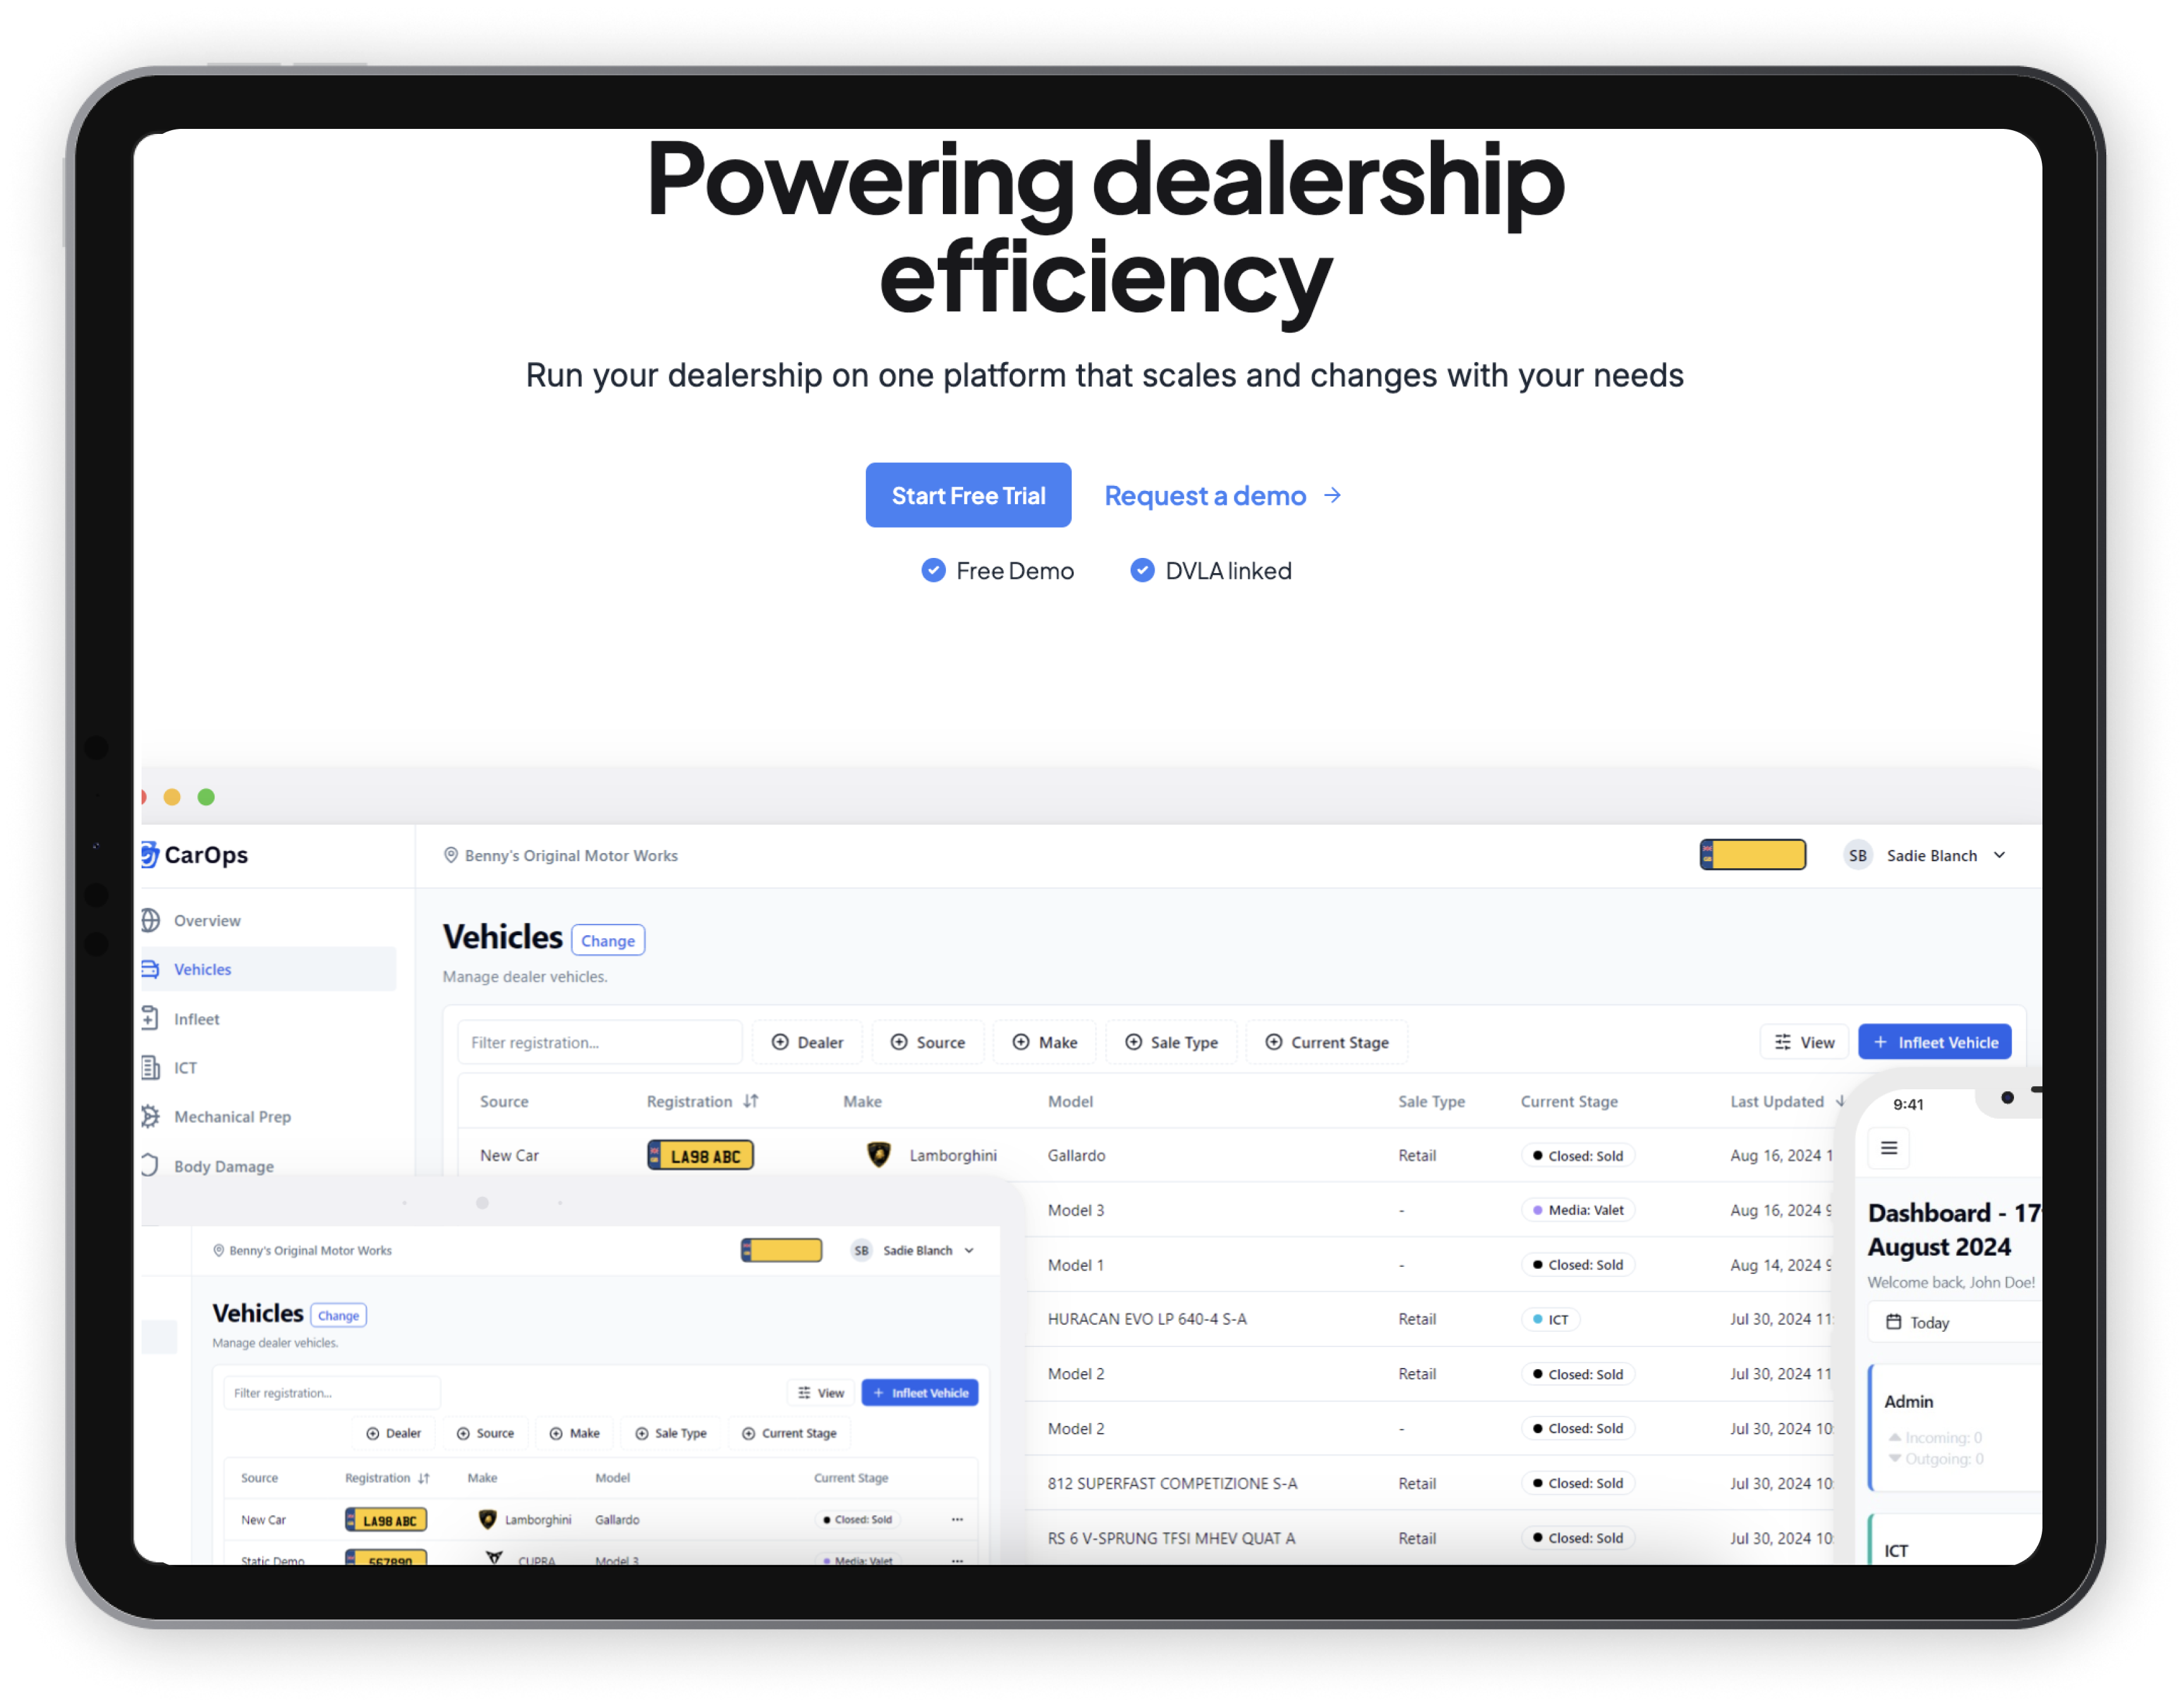 Powering dealership
efficiency
Run your dealership on one platform that scales and changes with your needs
Start Free Trial
Request a demo →
Free Demo
DVLA linked
CarOps
Benny's Original Motor Works
SB Sadie Blanch
Overview
Vehicles
Infleet
ICT
Mechanical Prep
Body Damage
Vehicles Change
Manage dealer vehicles.
Filter registration... Dealer Source Make Sale Type Current Stage View + Infleet Vehicle
Source Registration Make Model Sale Type Current Stage Last Updated
New Car LA98 ABC Lamborghini Gallardo Retail Closed: Sold Aug 16, 2024 1
Model 3 - Media: Valet Aug 16, 2024 9
Model 1 - Closed: Sold Aug 14, 2024 9
HURACAN EVO LP 640-4 S-A Retail ICT Jul 30, 2024 11:
Model 2 Retail Closed: Sold Jul 30, 2024 11
Model 2 - Closed: Sold Jul 30, 2024 10
812 SUPERFAST COMPETIZIONE S-A Retail Closed: Sold Jul 30, 2024 10
RS 6 V-SPRUNG TFSI MHEV QUAT A Retail Closed: Sold Jul 30, 2024 10
Benny's Original Motor Works
SB Sadie Blanch
Vehicles Change
Manage dealer vehicles.
Filter registration... View + Infleet Vehicle
Dealer Source Make Sale Type Current Stage
Source Registration Make Model Current Stage
New Car LA98 ABC Lamborghini Gallardo Closed: Sold ...
Static Demo 567890 CUPRA Model 3 Media: Valet ...
9:41
Dashboard - 17
August 2024
Welcome back, John Doe!
Today
Admin
Incoming: 0
Outgoing: 0
ICT